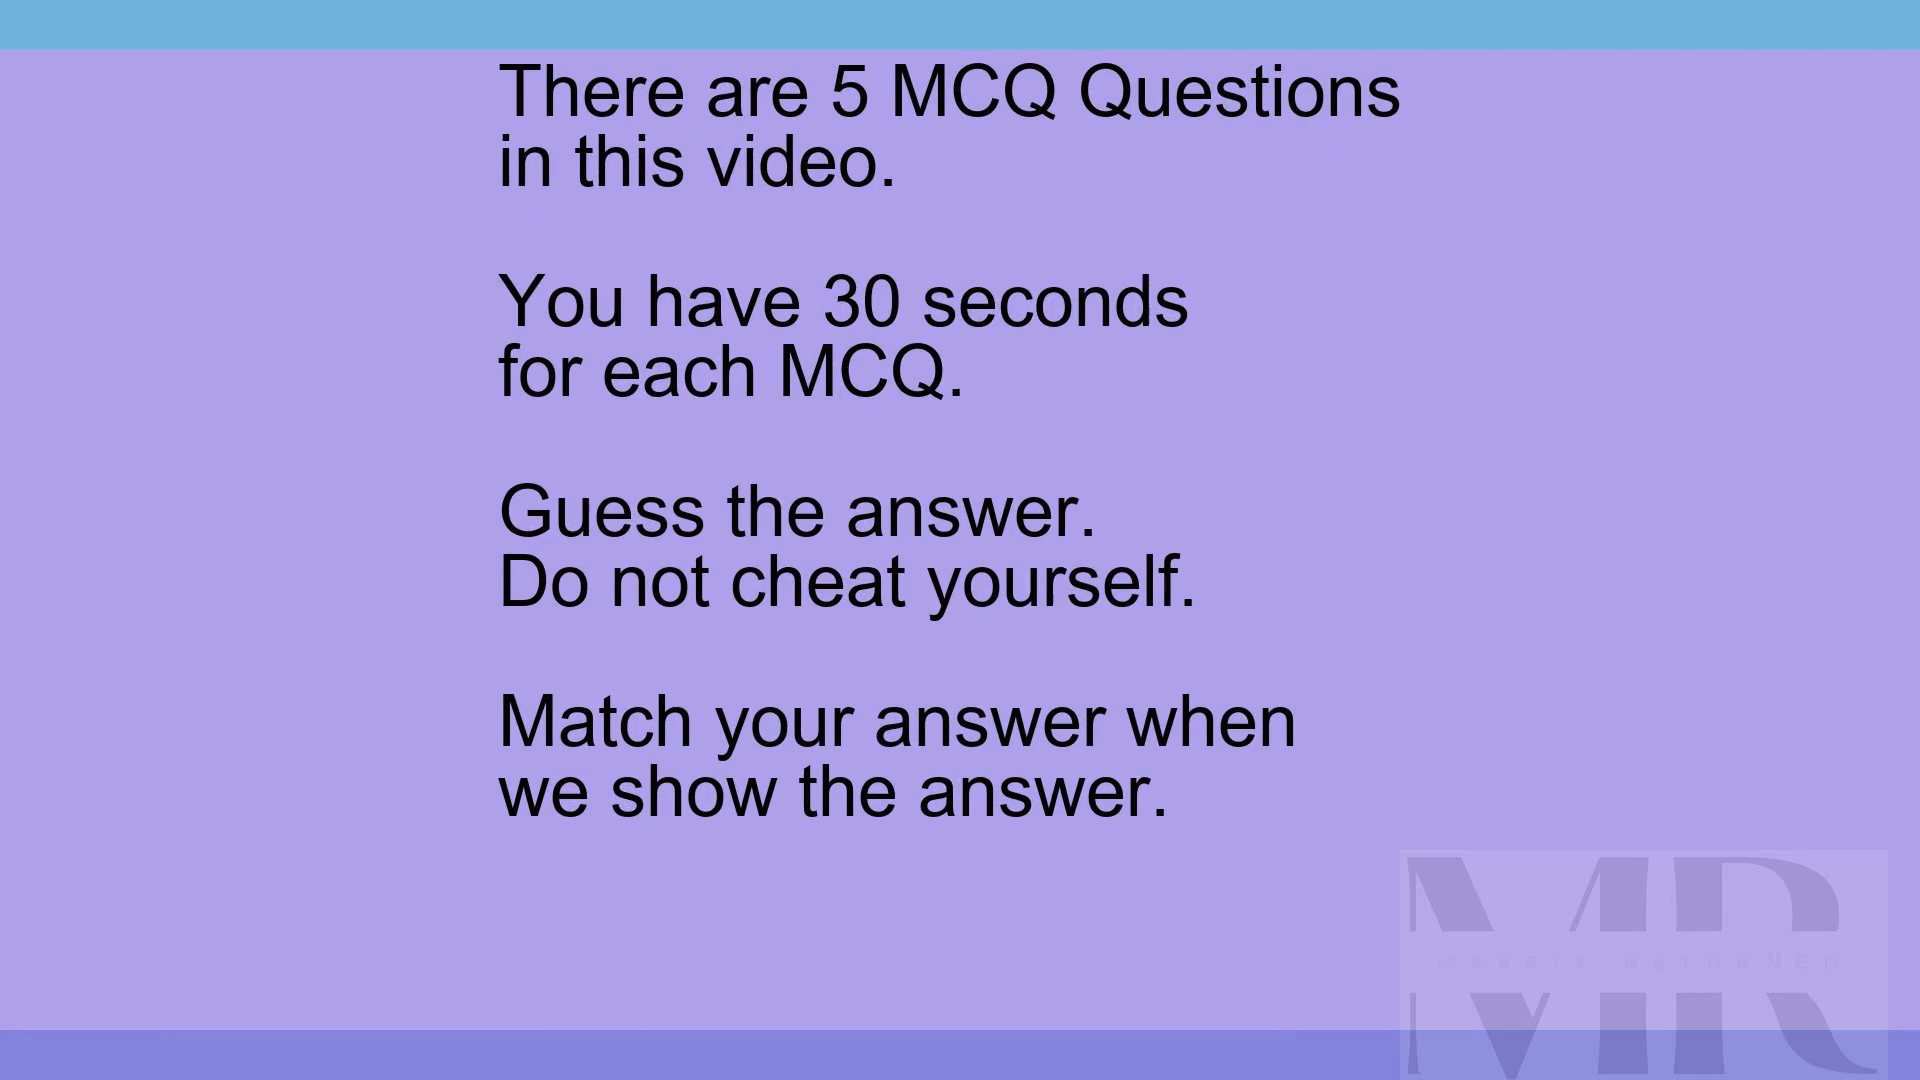 There are 5 MCQ Questions
in this video.
You have 30 seconds
for each MCQ.
Guess the answer.
Do not cheat yourself.
Match your answer when
we show the answer.
MR